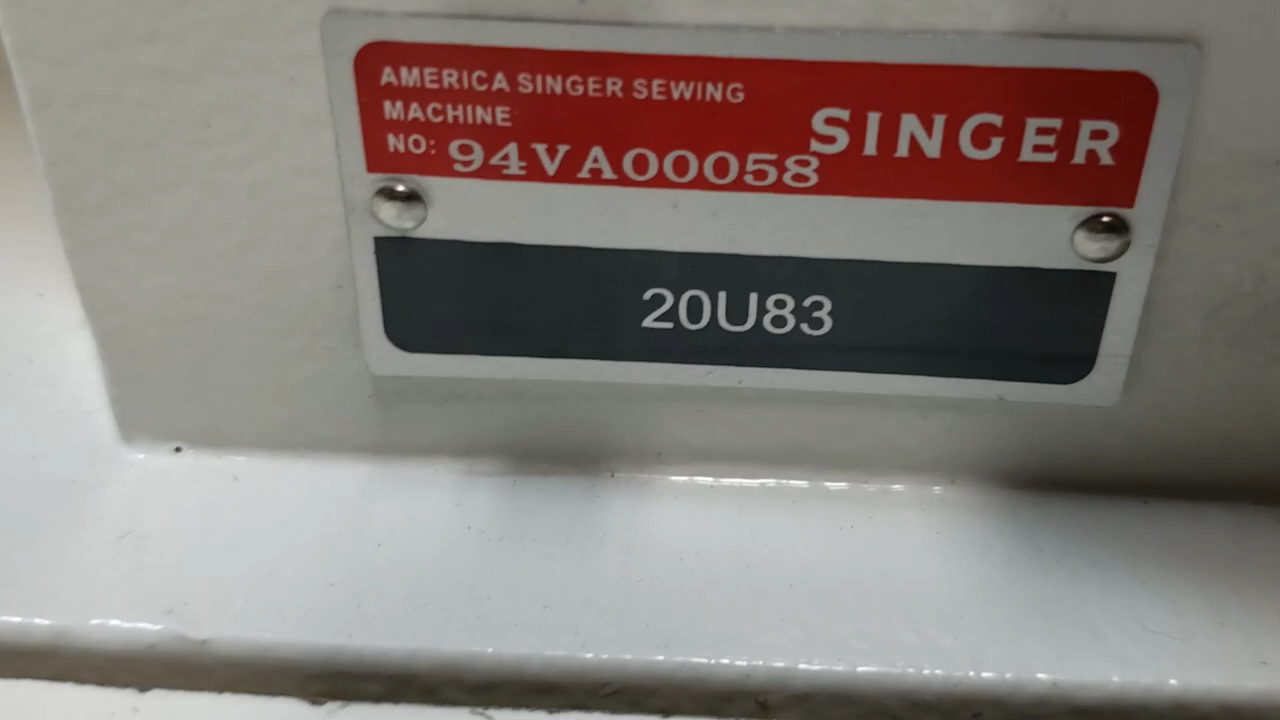 AMERICA SINGER SEWING
MACHINE
NO: 94VA00058
SINGER
20U83